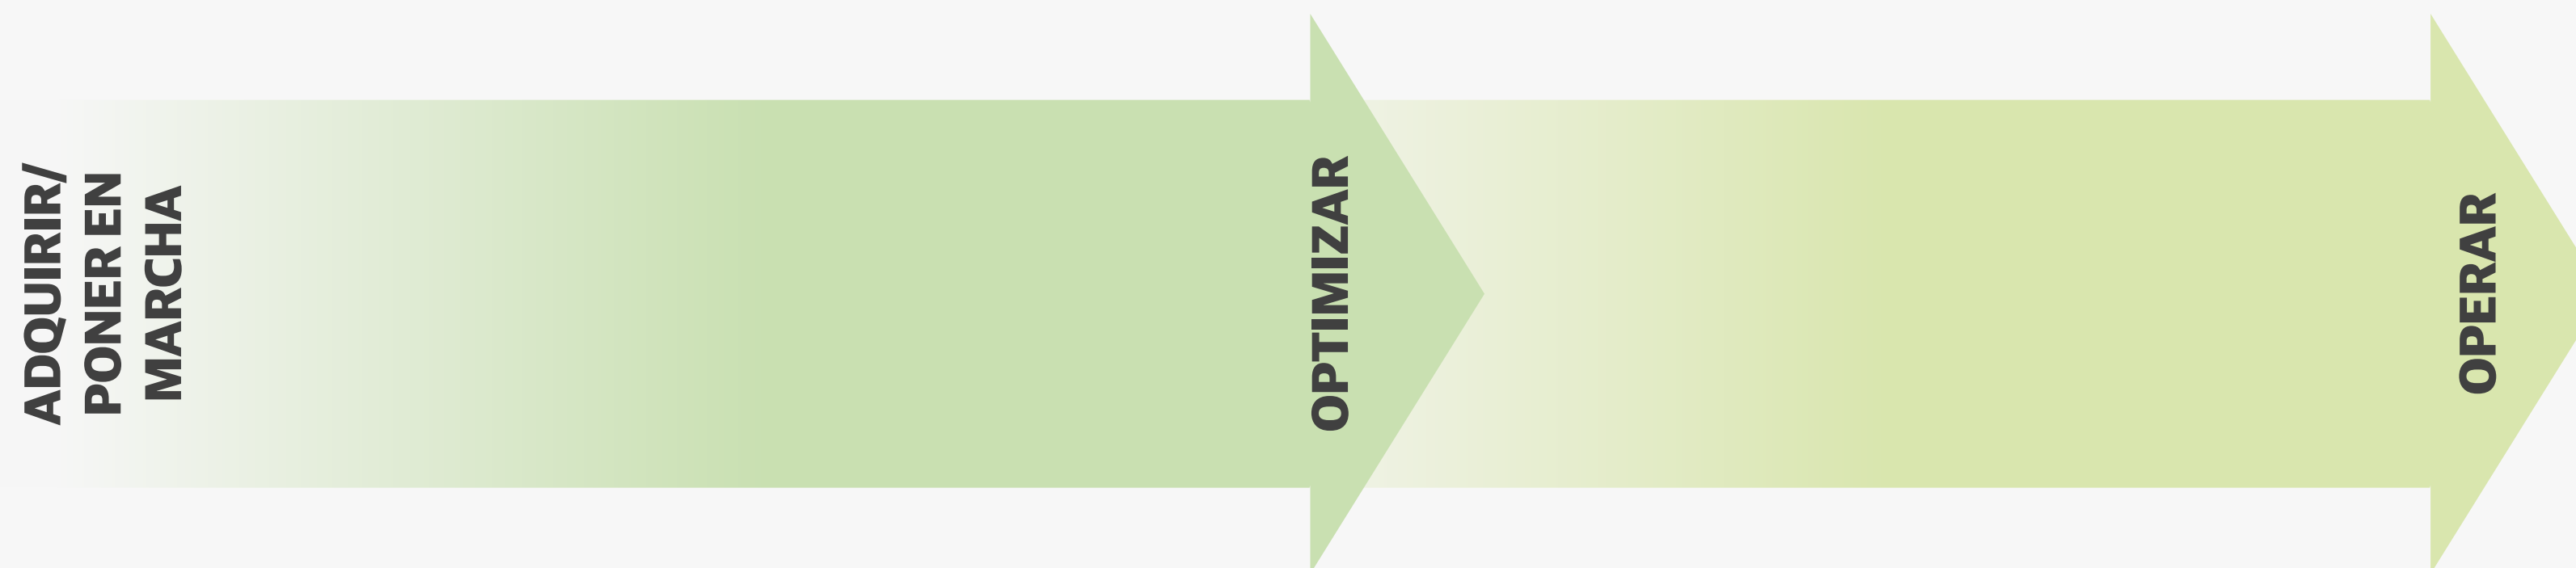 ADQUIRIR/
PONER EN
MARCHA
OPTIMIZAR
OPERAR